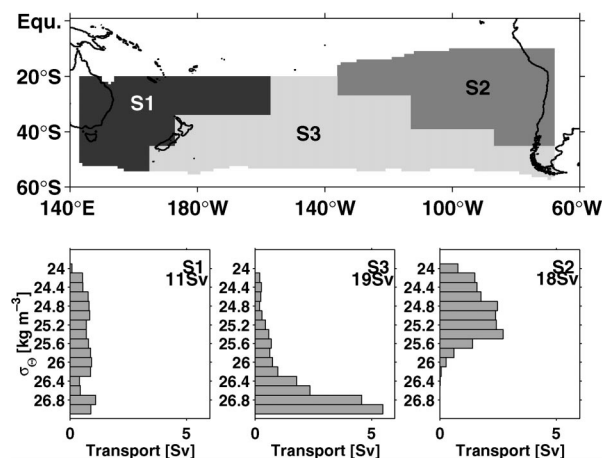 Equ.
20°S
40°S
60°S
140°E 180°W 140°W 100°W 60°W
S1
S2
S3
S1
11Sv
S3
19Sv
S2
18Sv
24
24.4
24.8
25.2
25.6
26
26.4
26.8
σΘ [kg m⁻³]
0 5
Transport [Sv]
24
24.4
24.8
25.2
25.6
26
26.4
26.8
0 5
Transport [Sv]
24
24.4
24.8
25.2
25.6
26
26.4
26.8
0 5
Transport [Sv]